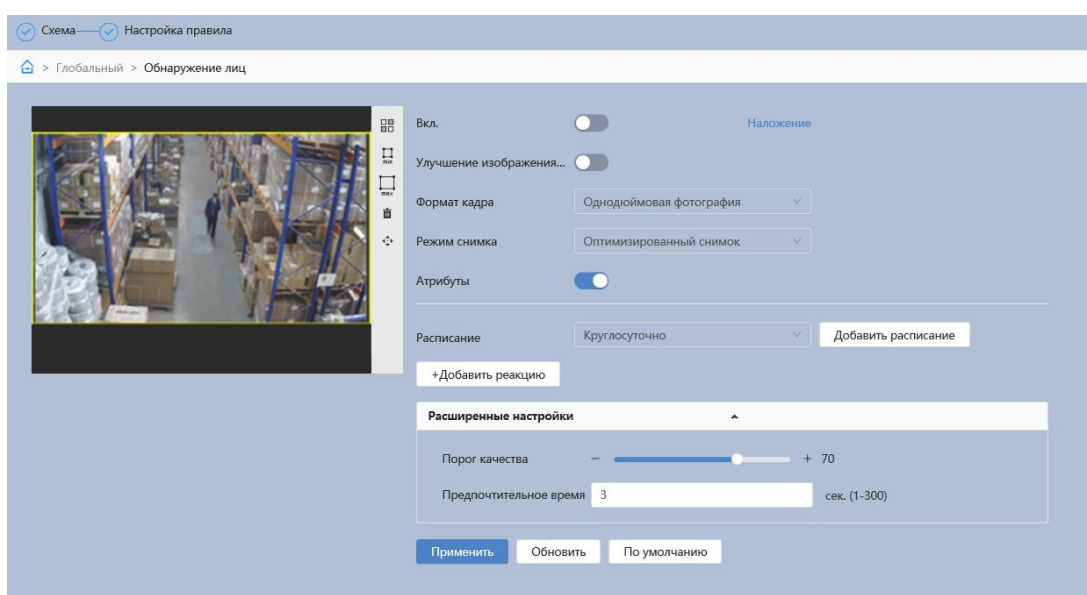 Схема Настройка правила
> Глобальный > Обнаружение лиц
Вкл. Наложение
Улучшение изображения...
Формат кадра Однодюймовая фотография
Режим снимка Оптимизированный снимок
Атрибуты
Расписание Круглосуточно Добавить расписание
+Добавить реакцию
Расширенные настройки
Порог качества − + 70
Предпочтительное время 3 сек. (1-300)
Применить Обновить По умолчанию
min
max